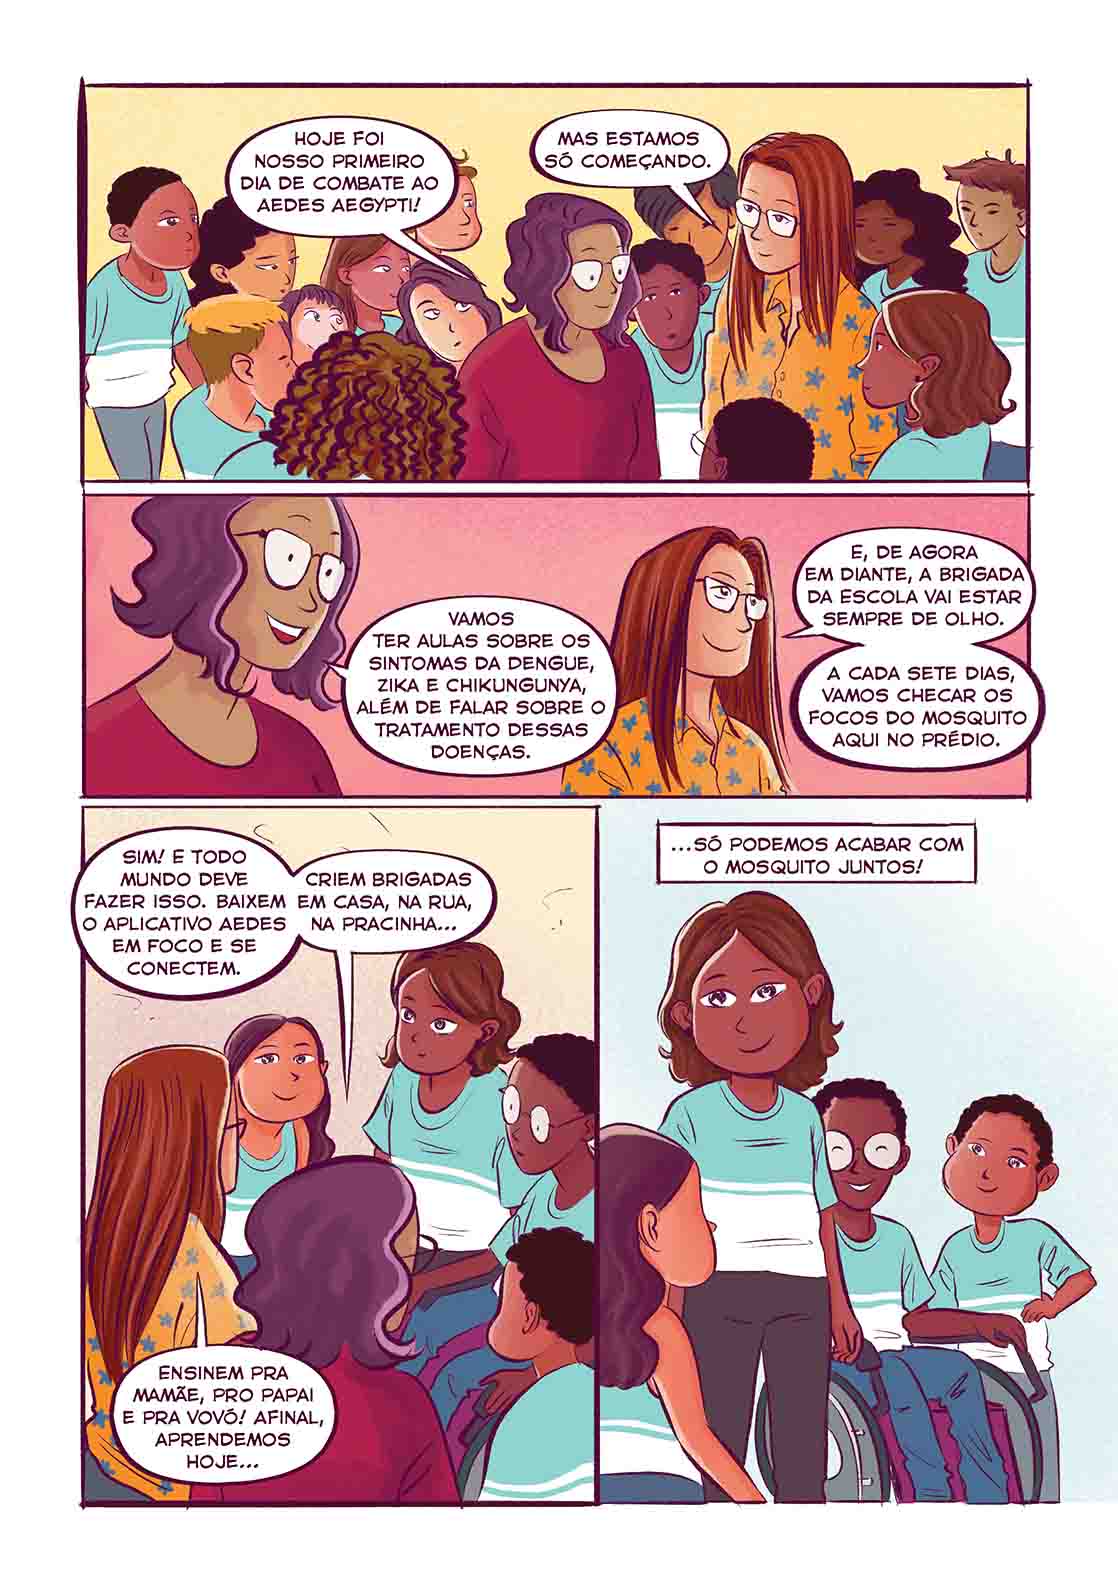 HOJE FOI
NOSSO PRIMEIRO
DIA DE COMBATE AO
AEDES AEGYPTI!
MAS ESTAMOS
SÓ COMEÇANDO.
VAMOS
TER AULAS SOBRE OS
SINTOMAS DA DENGUE,
ZIKA E CHIKUNGUNYA,
ALÉM DE FALAR SOBRE O
TRATAMENTO DESSAS
DOENÇAS.
E, DE AGORA
EM DIANTE, A BRIGADA
DA ESCOLA VAI ESTAR
SEMPRE DE OLHO.
A CADA SETE DIAS,
VAMOS CHECAR OS
FOCOS DO MOSQUITO
AQUI NO PRÉDIO.
SIM! E TODO
MUNDO DEVE
FAZER ISSO. BAIXEM
O APLICATIVO AEDES
EM FOCO E SE
CONECTEM.
CRIEM BRIGADAS
EM CASA, NA RUA,
NA PRACINHA...
ENSINEM PRA
MAMÃE, PRO PAPAI
E PRA VOVÓ! AFINAL,
APRENDEMOS
HOJE...
...SÓ PODEMOS ACABAR COM
O MOSQUITO JUNTOS!